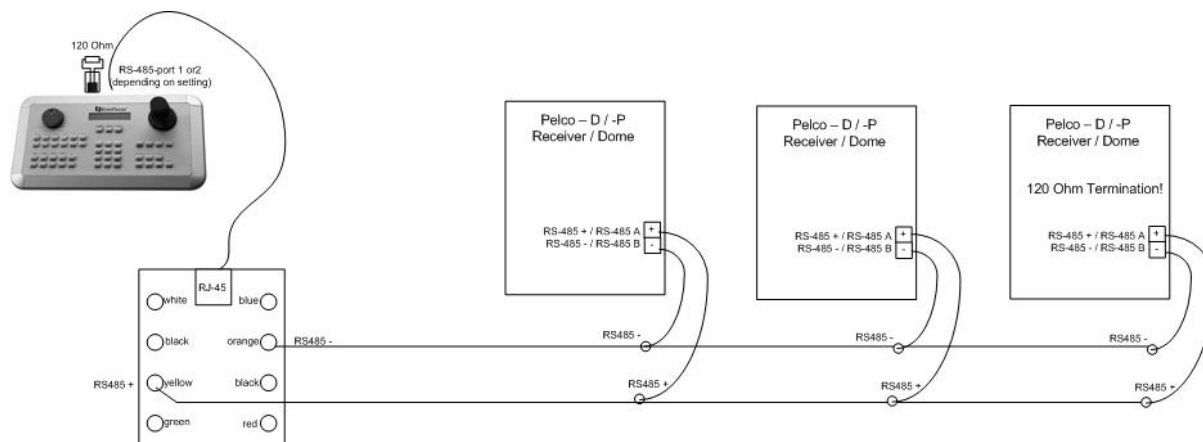 120 Ohm
RS-485-port 1 or2
(depending on setting)
EverFocus
RJ-45
white
blue
black
orange
RS485 -
RS485 +
yellow
black
green
red
Pelco – D / -P
Receiver / Dome
RS-485 + / RS-485 A
+
RS-485 - / RS-485 B
-
RS485 -
RS485 +
Pelco – D / -P
Receiver / Dome
RS-485 + / RS-485 A
+
RS-485 - / RS-485 B
-
RS485 -
RS485 +
Pelco – D / -P
Receiver / Dome
120 Ohm Termination!
RS-485 + / RS-485 A
+
RS-485 - / RS-485 B
-
RS485 -
RS485 +